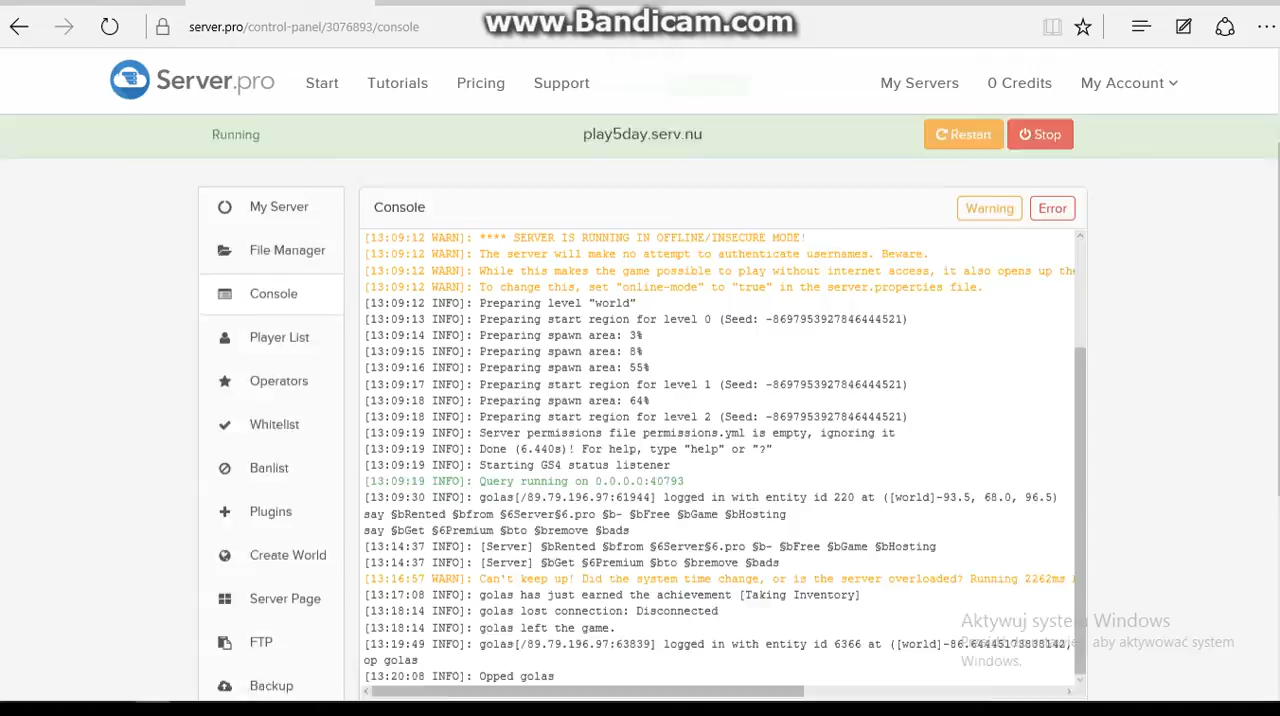 www.Bandicam.com
server.pro/control-panel/3076893/console
Server.pro Start Tutorials Pricing Support My Servers 0 Credits My Account
Running play5day.serv.nu Restart Stop
My Server
File Manager
Console
Player List
Operators
Whitelist
Banlist
Plugins
Create World
Server Page
FTP
Backup
Console Warning Error
[13:09:12 WARN]: **** SERVER IS RUNNING IN OFFLINE/INSECURE MODE!
[13:09:12 WARN]: The server will make no attempt to authenticate usernames. Beware.
[13:09:12 WARN]: While this makes the game possible to play without internet access, it also opens up the
[13:09:12 WARN]: To change this, set "online-mode" to "true" in the server.properties file.
[13:09:12 INFO]: Preparing level "world"
[13:09:13 INFO]: Preparing start region for level 0 (Seed: -8697953927846444521)
[13:09:14 INFO]: Preparing spawn area: 3%
[13:09:15 INFO]: Preparing spawn area: 8%
[13:09:16 INFO]: Preparing spawn area: 55%
[13:09:17 INFO]: Preparing start region for level 1 (Seed: -8697953927846444521)
[13:09:18 INFO]: Preparing spawn area: 64%
[13:09:18 INFO]: Preparing start region for level 2 (Seed: -8697953927846444521)
[13:09:19 INFO]: Server permissions file permissions.yml is empty, ignoring it
[13:09:19 INFO]: Done (6.440s)! For help, type "help" or "?"
[13:09:19 INFO]: Starting GS4 status listener
[13:09:19 INFO]: Query running on 0.0.0.0:40793
[13:09:30 INFO]: golas[/89.79.196.97:61944] logged in with entity id 220 at ([world]-93.5, 68.0, 96.5)
say §bRented §bfrom §6Server§6.pro §b- §bFree §bGame §bHosting
say §bGet §6Premium §bto §bremove §bads
[13:14:37 INFO]: [Server] §bRented §bfrom §6Server§6.pro §b- §bFree §bGame §bHosting
[13:14:37 INFO]: [Server] §bGet §6Premium §bto §bremove §bads
[13:16:57 WARN]: Can't keep up! Did the system time change, or is the server overloaded? Running 2262ms
[13:17:08 INFO]: golas has just earned the achievement [Taking Inventory]
[13:18:14 INFO]: golas lost connection: Disconnected
[13:18:14 INFO]: golas left the game.
[13:19:49 INFO]: golas[/89.79.196.97:63839] logged in with entity id 6366 at
op golas
[13:20:08 INFO]: Opped golas
Aktywuj system Windows
aby aktywować system
Windows.